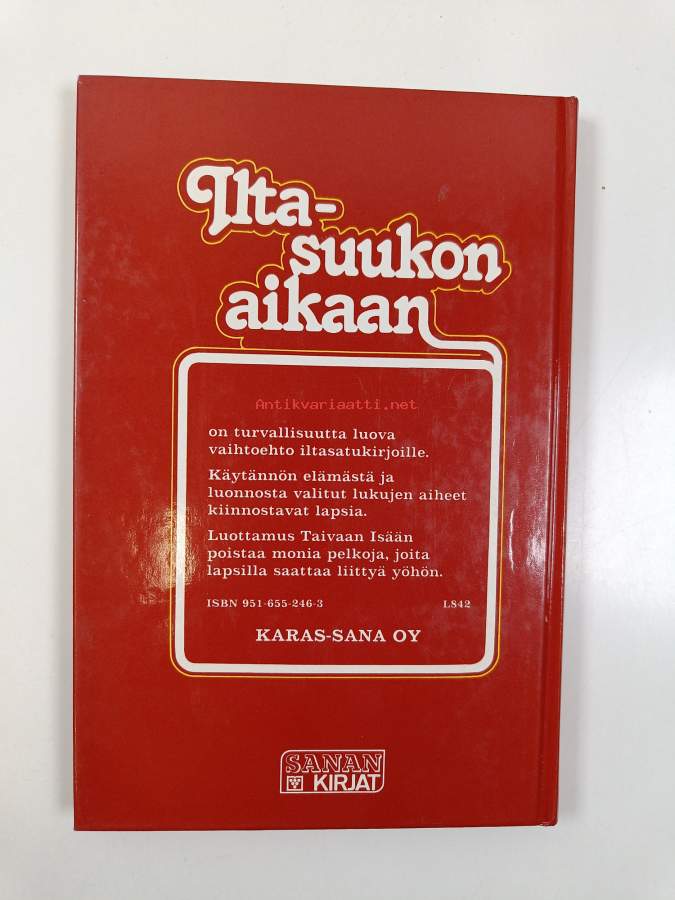 Ilta-
suukon
aikaan
Antikvariaatti.net
on turvallisuutta luova
vaihtoehto iltasatukirjoille.
Käytännön elämästä ja
luonnosta valitut lukujen aiheet
kiinnostavat lapsia.
Luottamus Taivaan Isään
poistaa monia pelkoja, joita
lapsilla saattaa liittyä yöhön.
ISBN 951-655-246-3 L842
KARAS-SANA OY
SANAN
KIRJAT